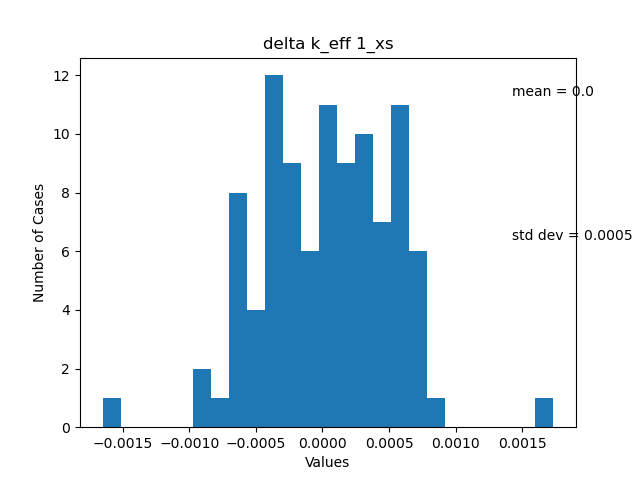 delta k_eff 1_xs
12
mean = 0.0
10
8
std dev = 0.0005
6
4
2
0
Number of Cases
−0.0015 −0.0010 −0.0005 0.0000 0.0005 0.0010 0.0015
Values